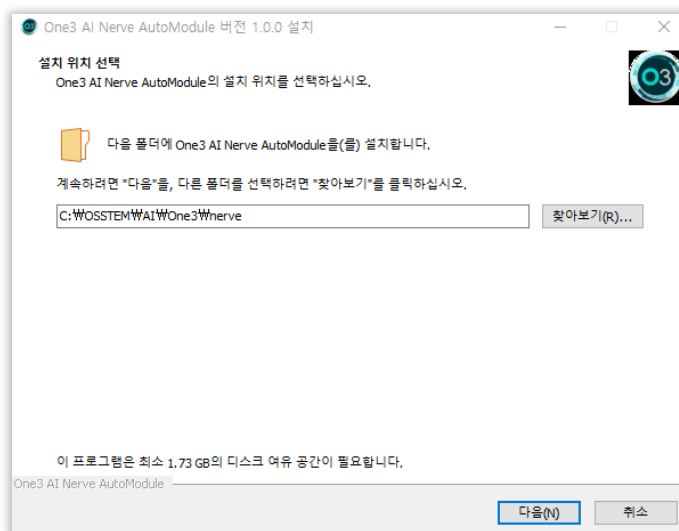 One3 AI Nerve AutoModule 버전 1.0.0 설치
설치 위치 선택
One3 AI Nerve AutoModule의 설치 위치를 선택하십시오.
O3
다음 폴더에 One3 AI Nerve AutoModule을(를) 설치합니다.
계속하려면 "다음"을, 다른 폴더를 선택하려면 "찾아보기"를 클릭하십시오.
C:₩OSSTEM₩AI₩One3₩nerve 찾아보기(R)...
이 프로그램은 최소 1.73 GB의 디스크 여유 공간이 필요합니다.
One3 AI Nerve AutoModule
다음(N) 취소